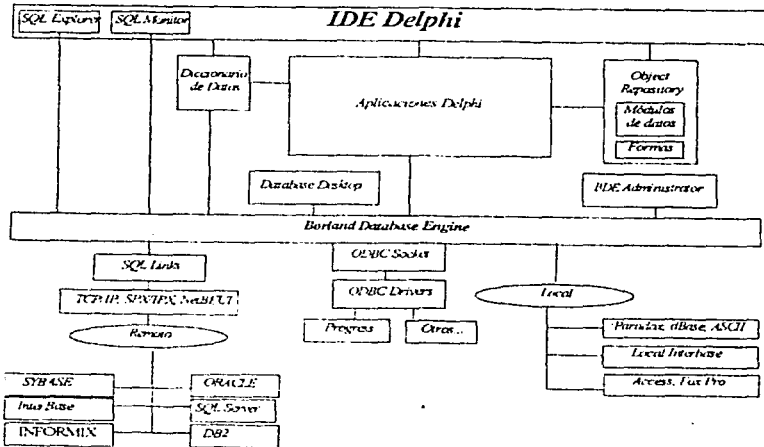 IDE Delphi
SQL Explorer
SQL Monitor
Diccionario
de Datos
Aplicaciones Delphi
Object
Repository
Módulos
de datos
Formas
Database Desktop
BDE Administrator
Borland Database Engine
SQL Links
ODBC Socket
TCP/IP, SPX/IPX, NetBEUI
ODBC Drivers
Local
Remoto
Progress
Otros...
Paradox, dBase, ASCII
Local Interbase
Access, Fox Pro
SYBASE
ORACLE
Inter Base
SQL Server
INFORMIX
DB2